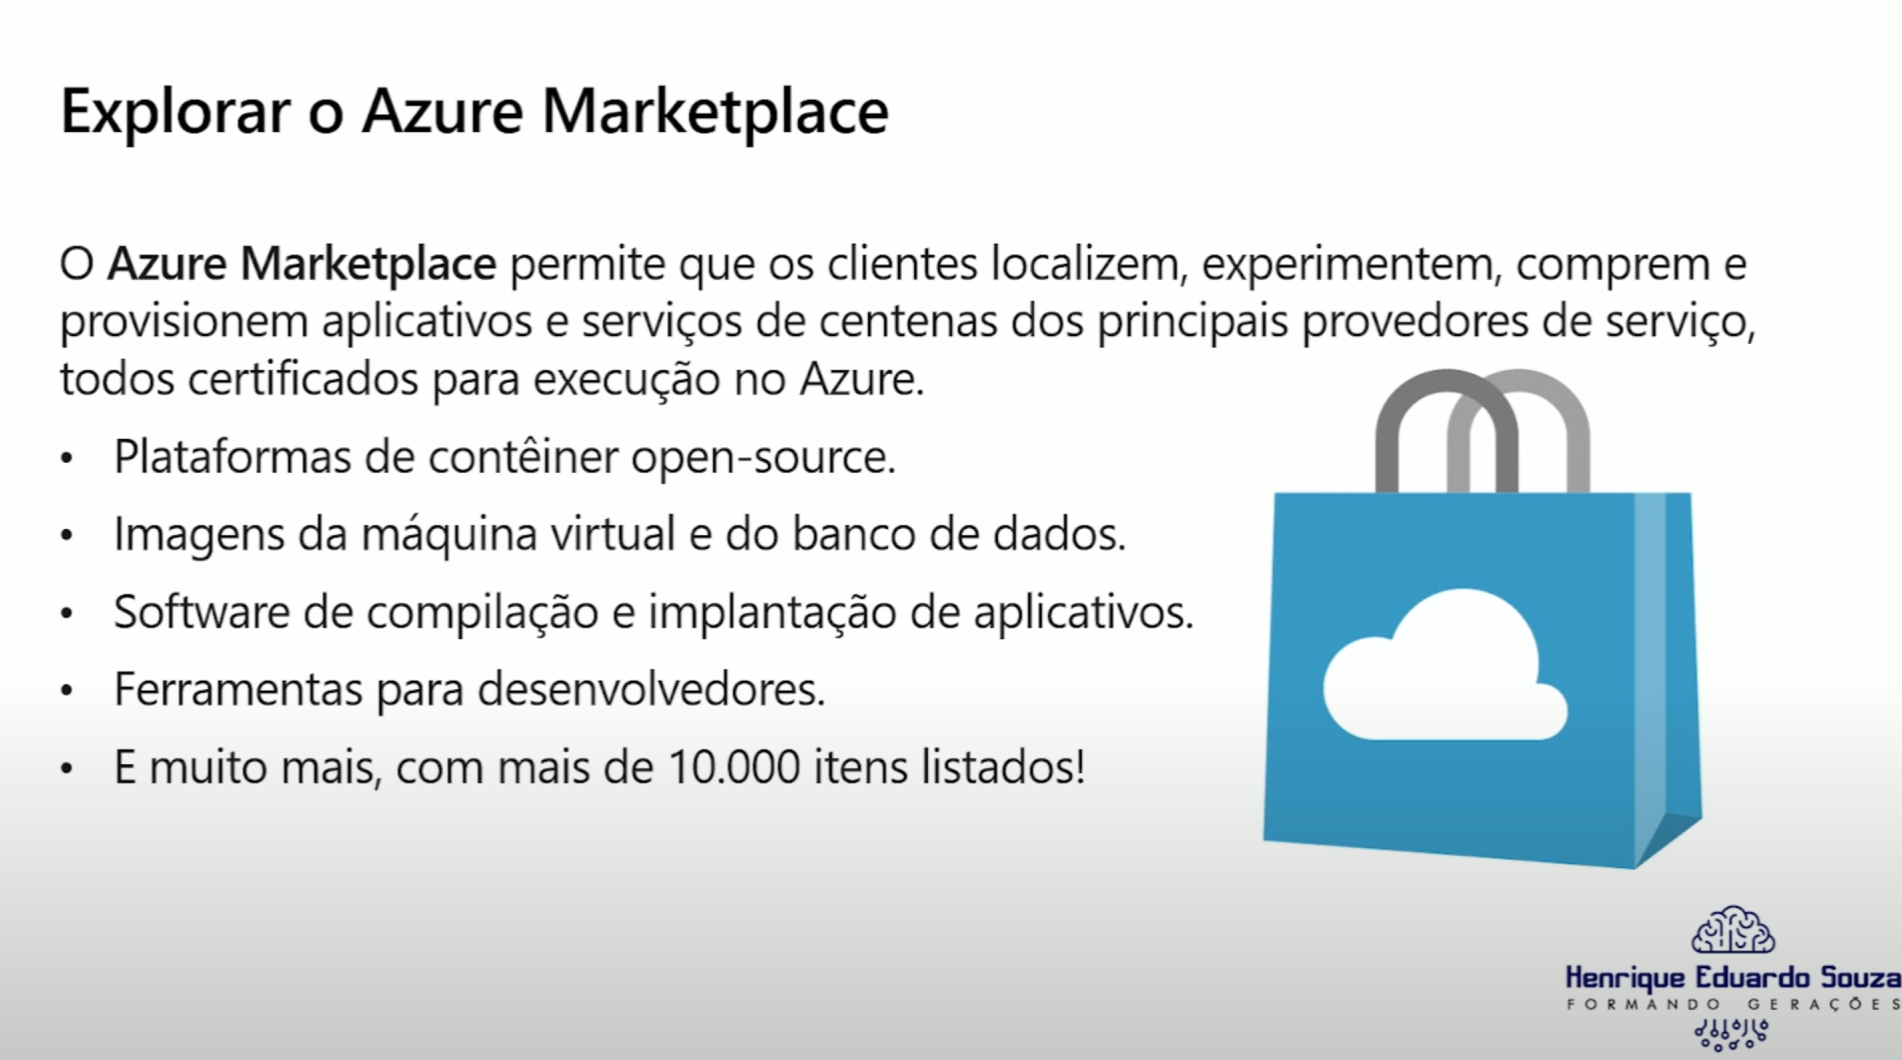 Explorar o Azure Marketplace
O Azure Marketplace permite que os clientes localizem, experimentem, comprem e
provisionem aplicativos e serviços de centenas dos principais provedores de serviço,
todos certificados para execução no Azure.
• Plataformas de contêiner open-source.
• Imagens da máquina virtual e do banco de dados.
• Software de compilação e implantação de aplicativos.
• Ferramentas para desenvolvedores.
• E muito mais, com mais de 10.000 itens listados!
Henrique Eduardo Souza
FORMANDO GERAÇÕES